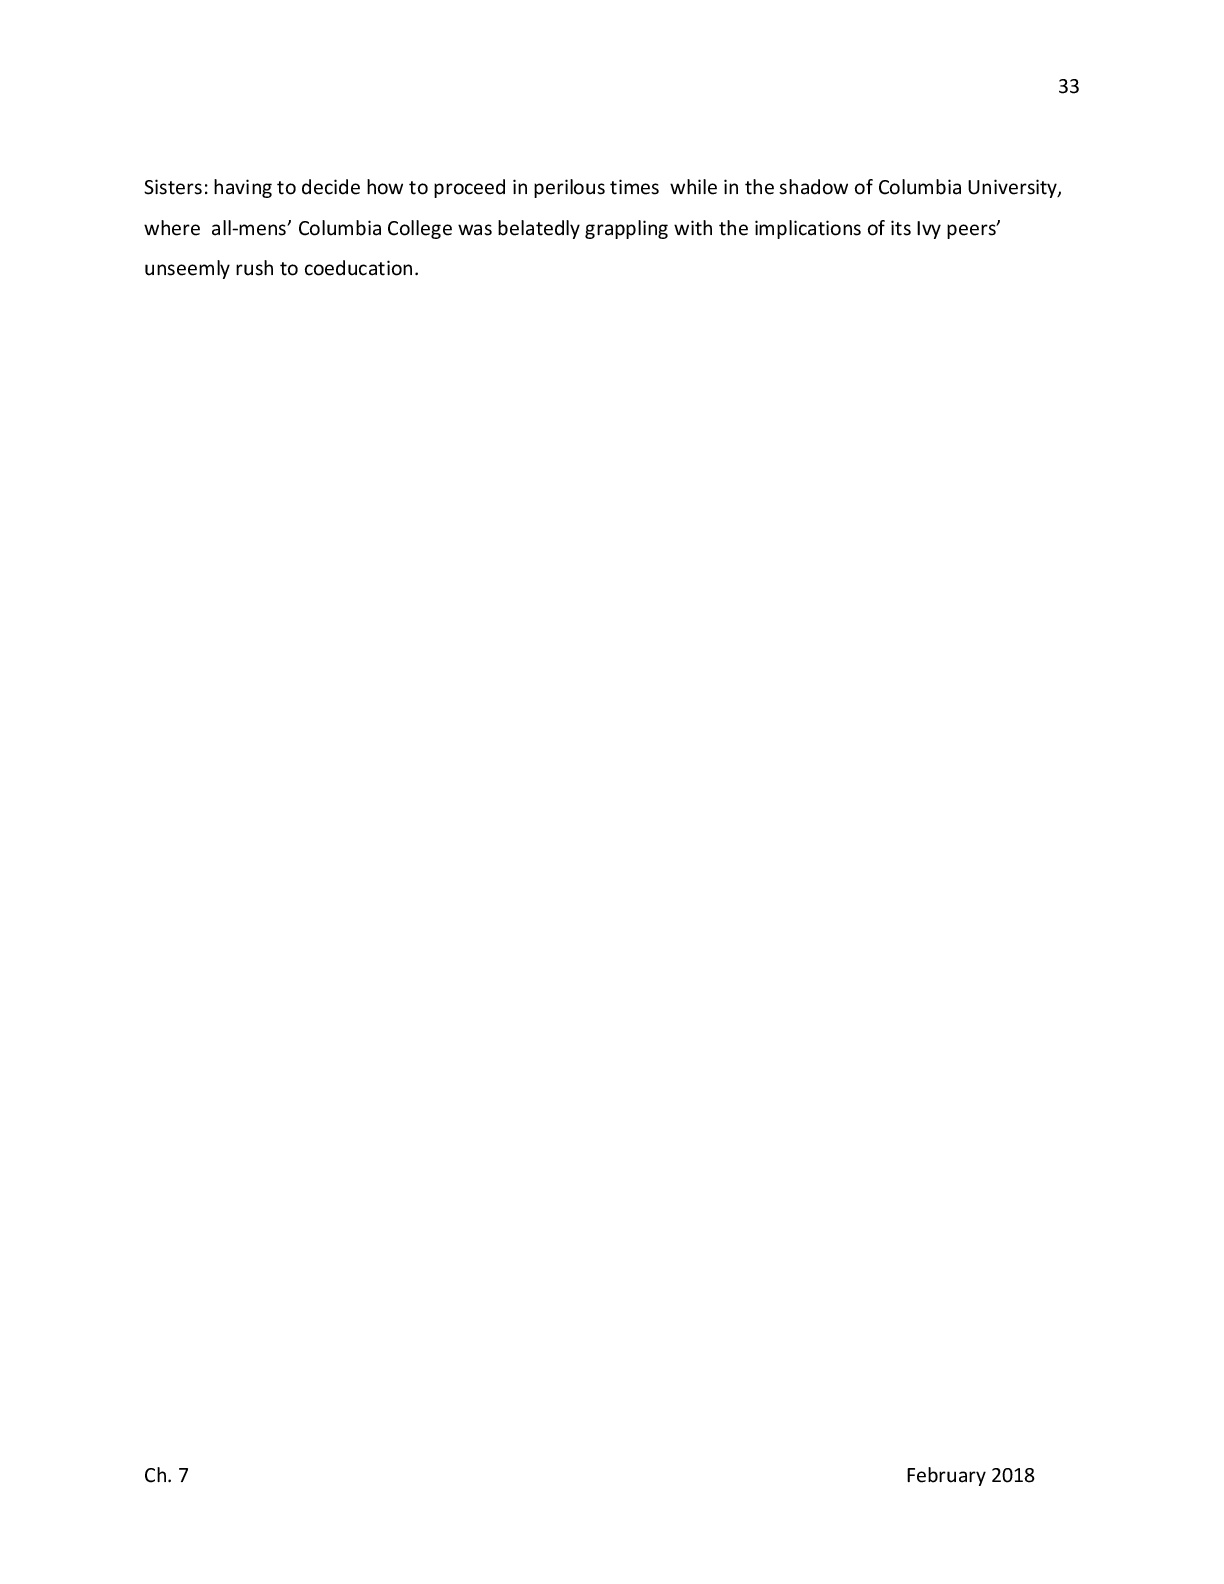 33
Sisters: having to decide how to proceed in perilous times  while in the shadow of Columbia University,
where  all-mens’ Columbia College was belatedly grappling with the implications of its Ivy peers’
unseemly rush to coeducation.
Ch. 7 February 2018